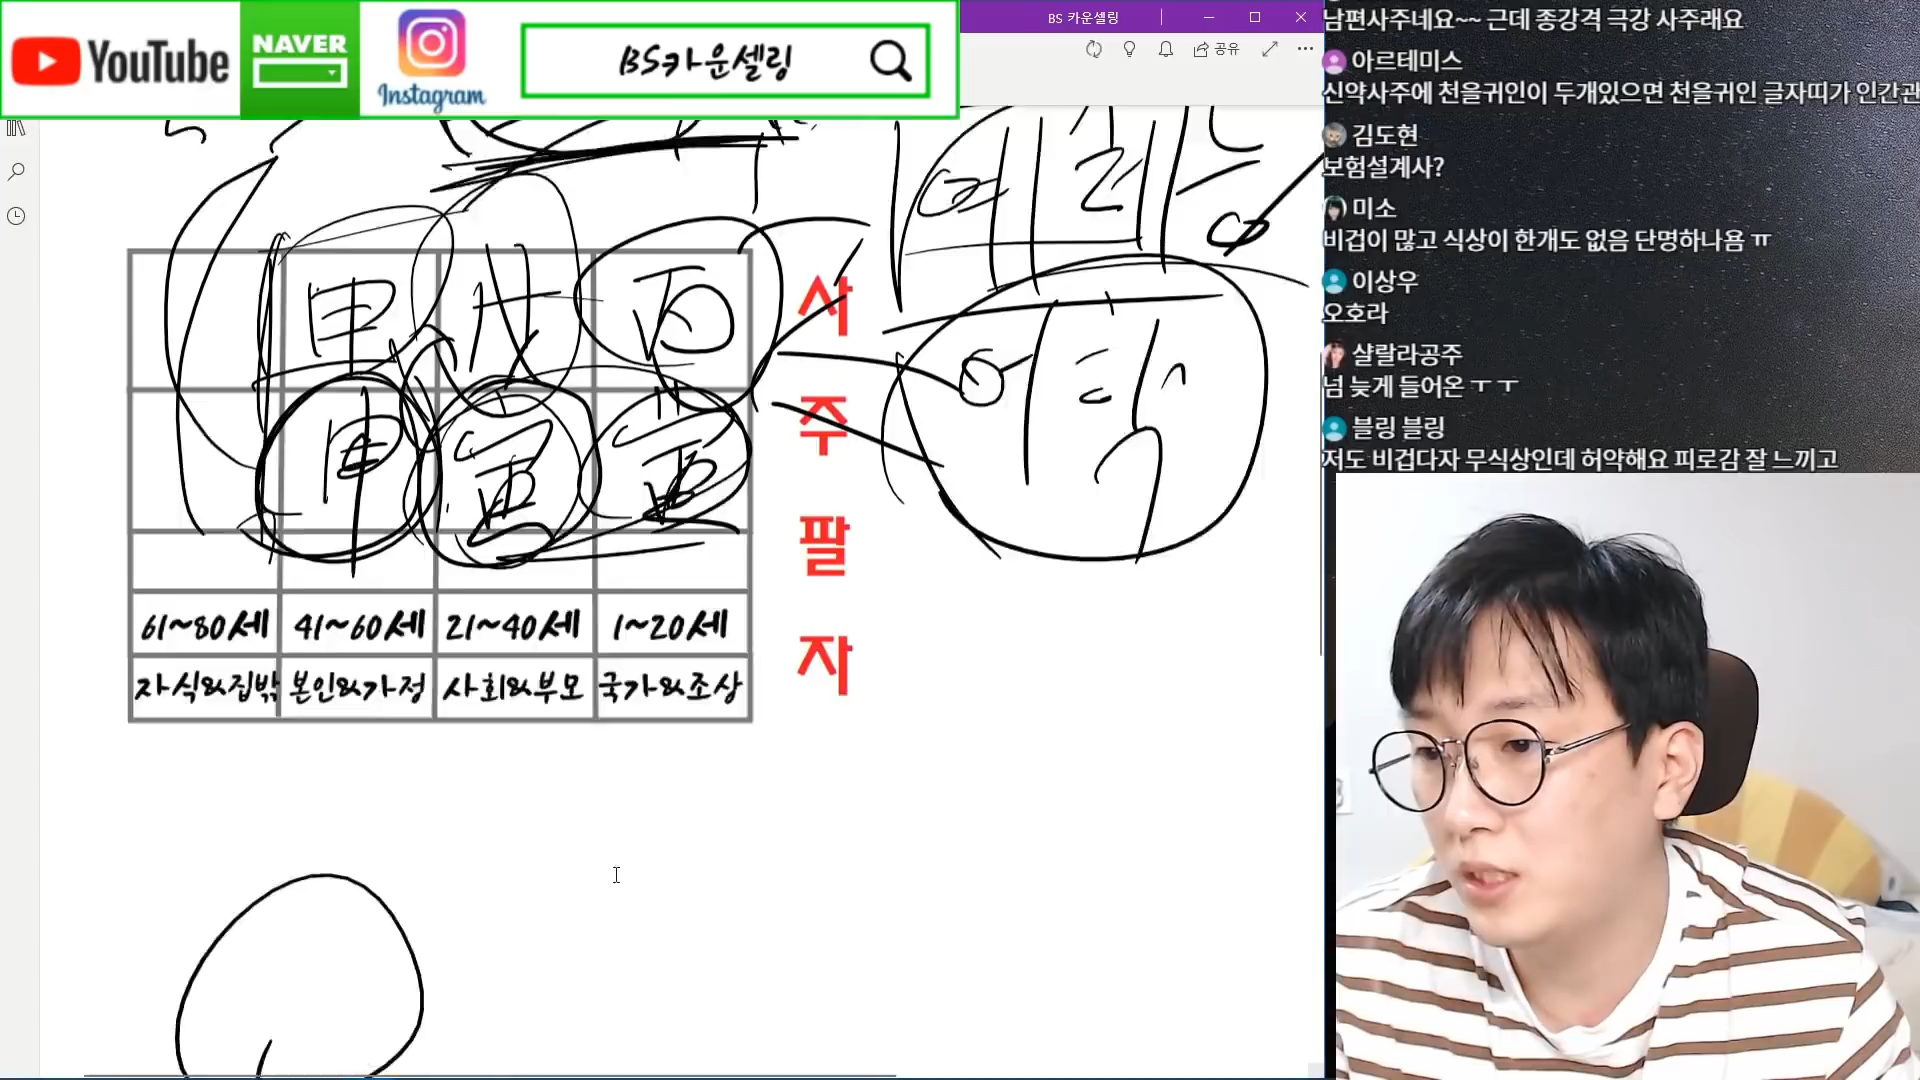 YouTube
NAVER
Instagram
BS카운셀링
BS 카운셀링
공유
사
주
팔
자
61~80세 41~60세 21~40세 1~20세
자식&집밖 본인&가정 사회&부모 국가&조상
남편사주네요~~ 근데 종강격 극강 사주래요
아르테미스
신약사주에 천을귀인이 두개있으면 천을귀인 글자띠가 인간관
김도현
보험설계사?
미소
비겁이 많고 식상이 한개도 없음 단명하나욤 ㅠ
이상우
오호라
샬랄라공주
넘 늦게 들어온 ㅜㅜ
블링 블링
저도 비겁다자 무식상인데 허약해요 피로감 잘 느끼고